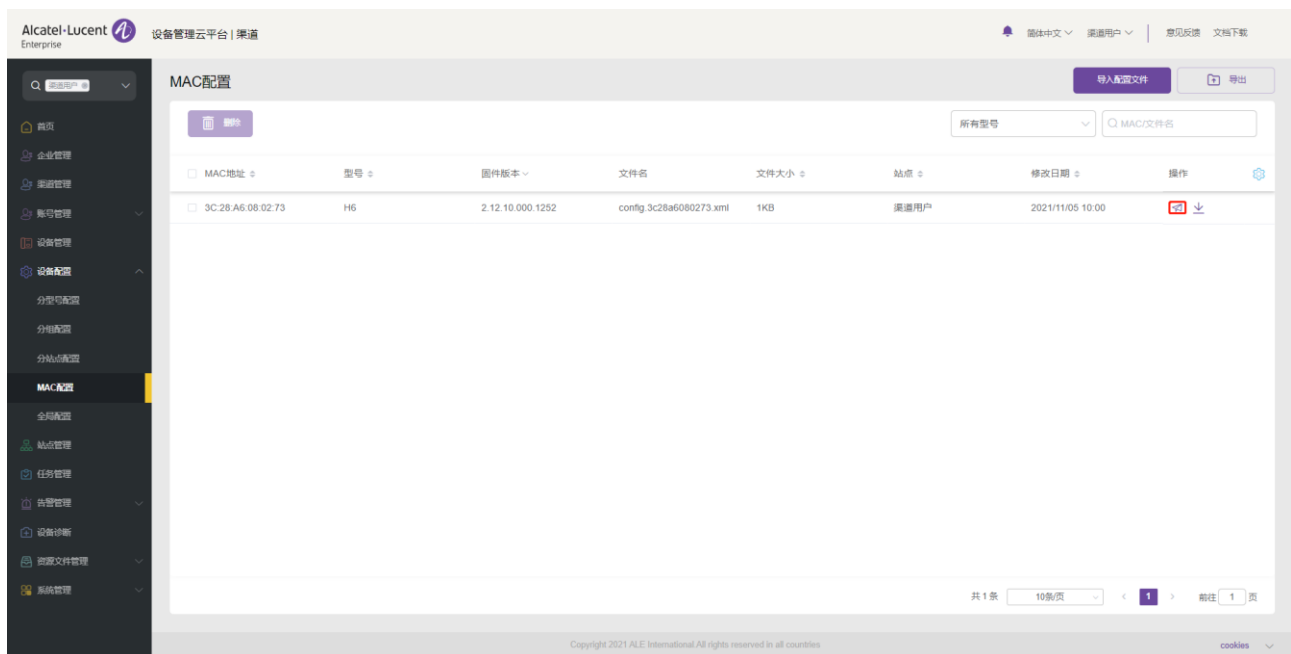 Alcatel·Lucent
Enterprise
设备管理云平台 | 渠道
简体中文
渠道用户
意见反馈
文档下载
渠道用户
MAC配置
导入配置文件
导出
首页
企业管理
渠道管理
账号管理
设备管理
设备配置
分型号配置
分组配置
分站点配置
MAC配置
全局配置
站点管理
任务管理
告警管理
设备诊断
资源文件管理
系统管理
删除
所有型号
MAC/文件名
MAC地址 型号 固件版本 文件名 文件大小 站点 修改日期 操作
3C:28:A6:08:02:73 H6 2.12.10.000.1252 config.3c28a6080273.xml 1KB 渠道用户 2021/11/05 10:00
共 1 条 10条/页 < 1 > 前往 1 页
Copyright 2021 ALE International.All rights reserved in all countries
cookies